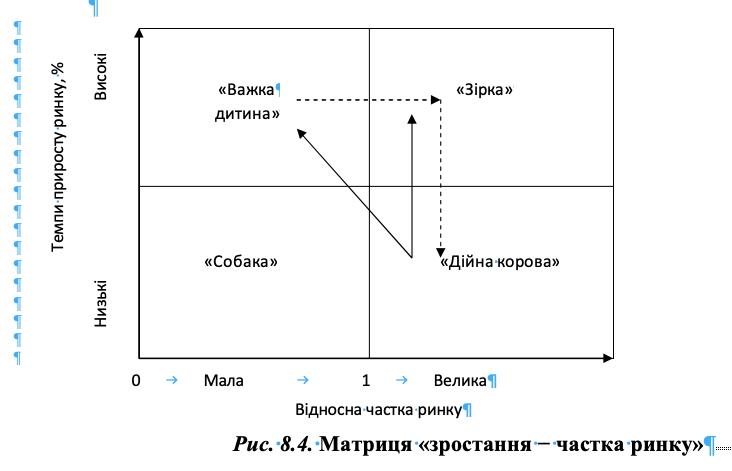 Темпи приросту ринку, %
Високі
«Важка
дитина»
«Зірка»
Низькі
«Собака»
«Дійна корова»
0 Мала 1 Велика
Відносна частка ринку
Рис. 8.4. Матриця «зростання – частка ринку»